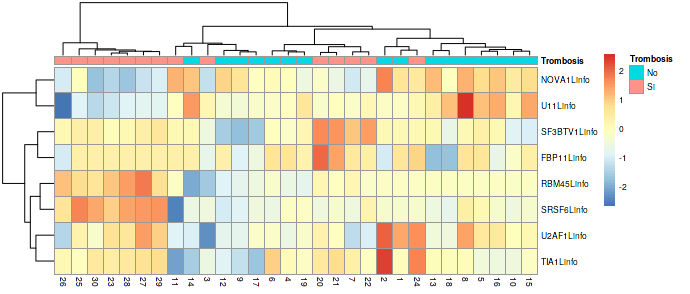 Trombosis
Trombosis
No
SI
2
1
0
-1
-2
NOVA1Linfo
U11Linfo
SF3BTV1Linfo
FBP11Linfo
RBM45Linfo
SRSF6Linfo
U2AF1Linfo
TIA1Linfo
26 25 30 23 28 27 29 11 14 3 12 9 17 6 4 19 20 21 7 22 2 1 24 13 18 8 5 16 10 15